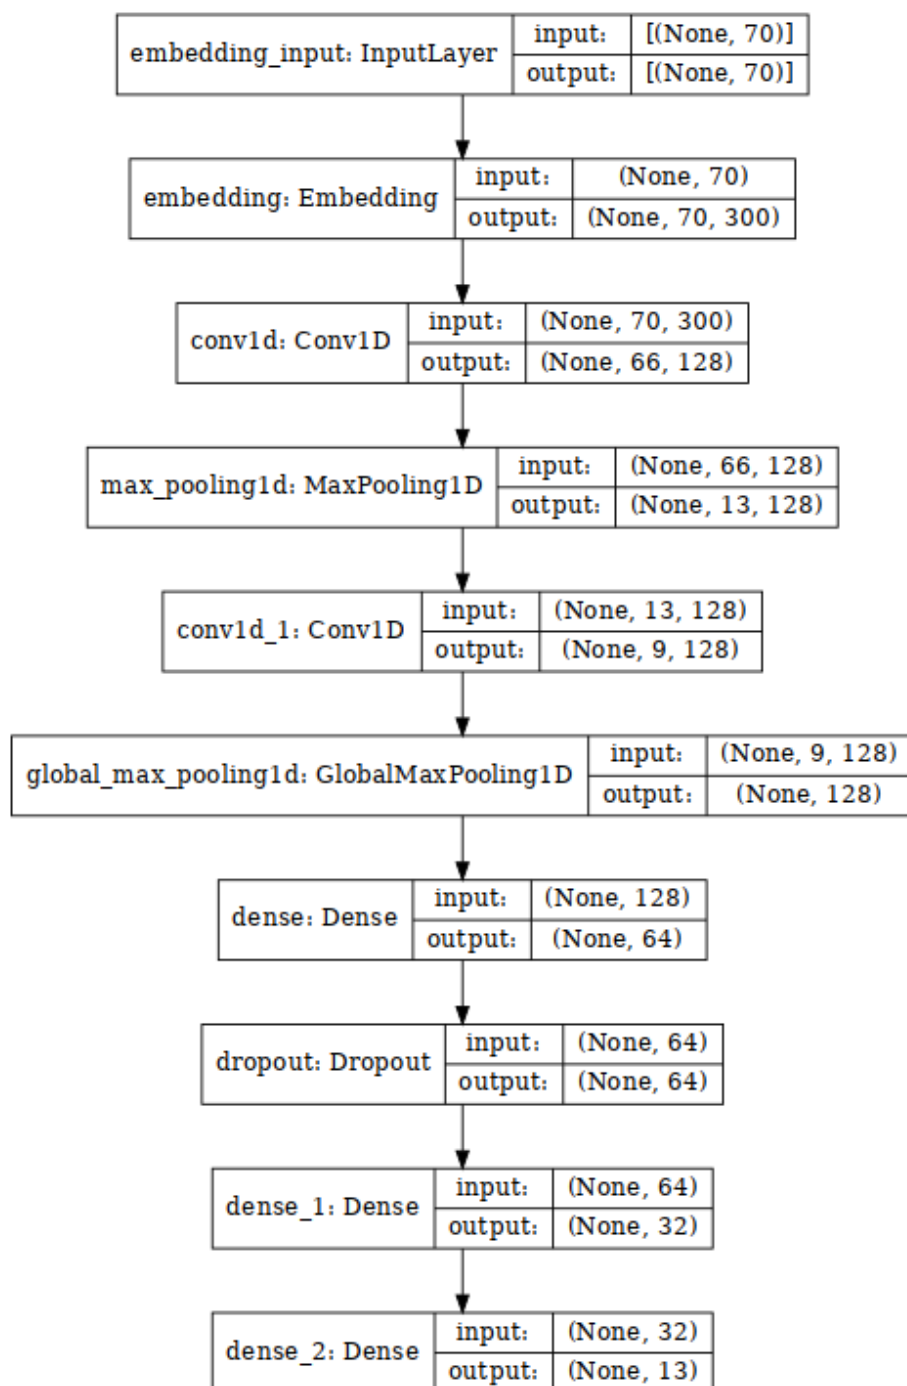 embedding_input: InputLayer
input: [(None, 70)]
output: [(None, 70)]
embedding: Embedding
input: (None, 70)
output: (None, 70, 300)
conv1d: Conv1D
input: (None, 70, 300)
output: (None, 66, 128)
max_pooling1d: MaxPooling1D
input: (None, 66, 128)
output: (None, 13, 128)
conv1d_1: Conv1D
input: (None, 13, 128)
output: (None, 9, 128)
global_max_pooling1d: GlobalMaxPooling1D
input: (None, 9, 128)
output: (None, 128)
dense: Dense
input: (None, 128)
output: (None, 64)
dropout: Dropout
input: (None, 64)
output: (None, 64)
dense_1: Dense
input: (None, 64)
output: (None, 32)
dense_2: Dense
input: (None, 32)
output: (None, 13)